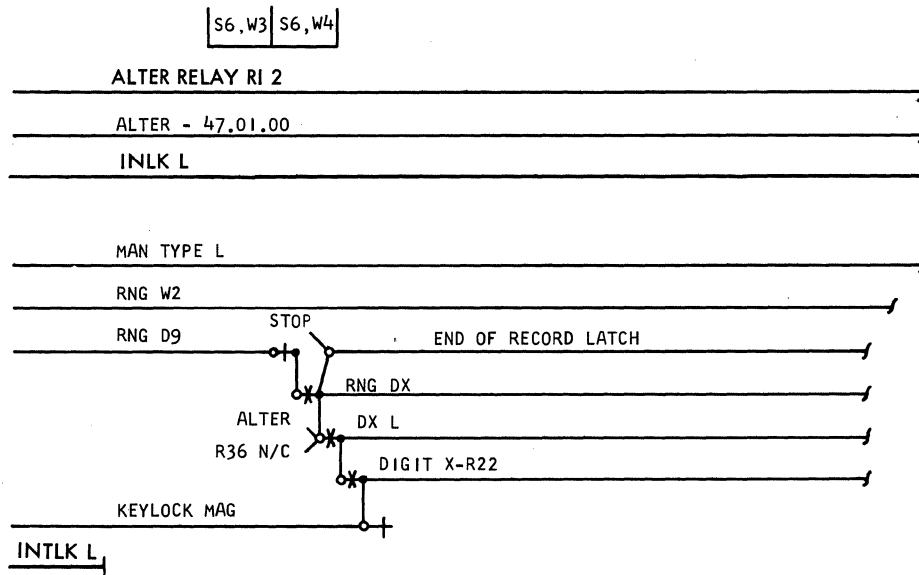 S6,W3 S6,W4
ALTER RELAY RI 2
ALTER - 47.01.00
INLK L
MAN TYPE L
RNG W2
STOP
RNG D9
END OF RECORD LATCH
RNG DX
ALTER
DX L
R36 N/C
DIGIT X-R22
KEYLOCK MAG
INTLK L